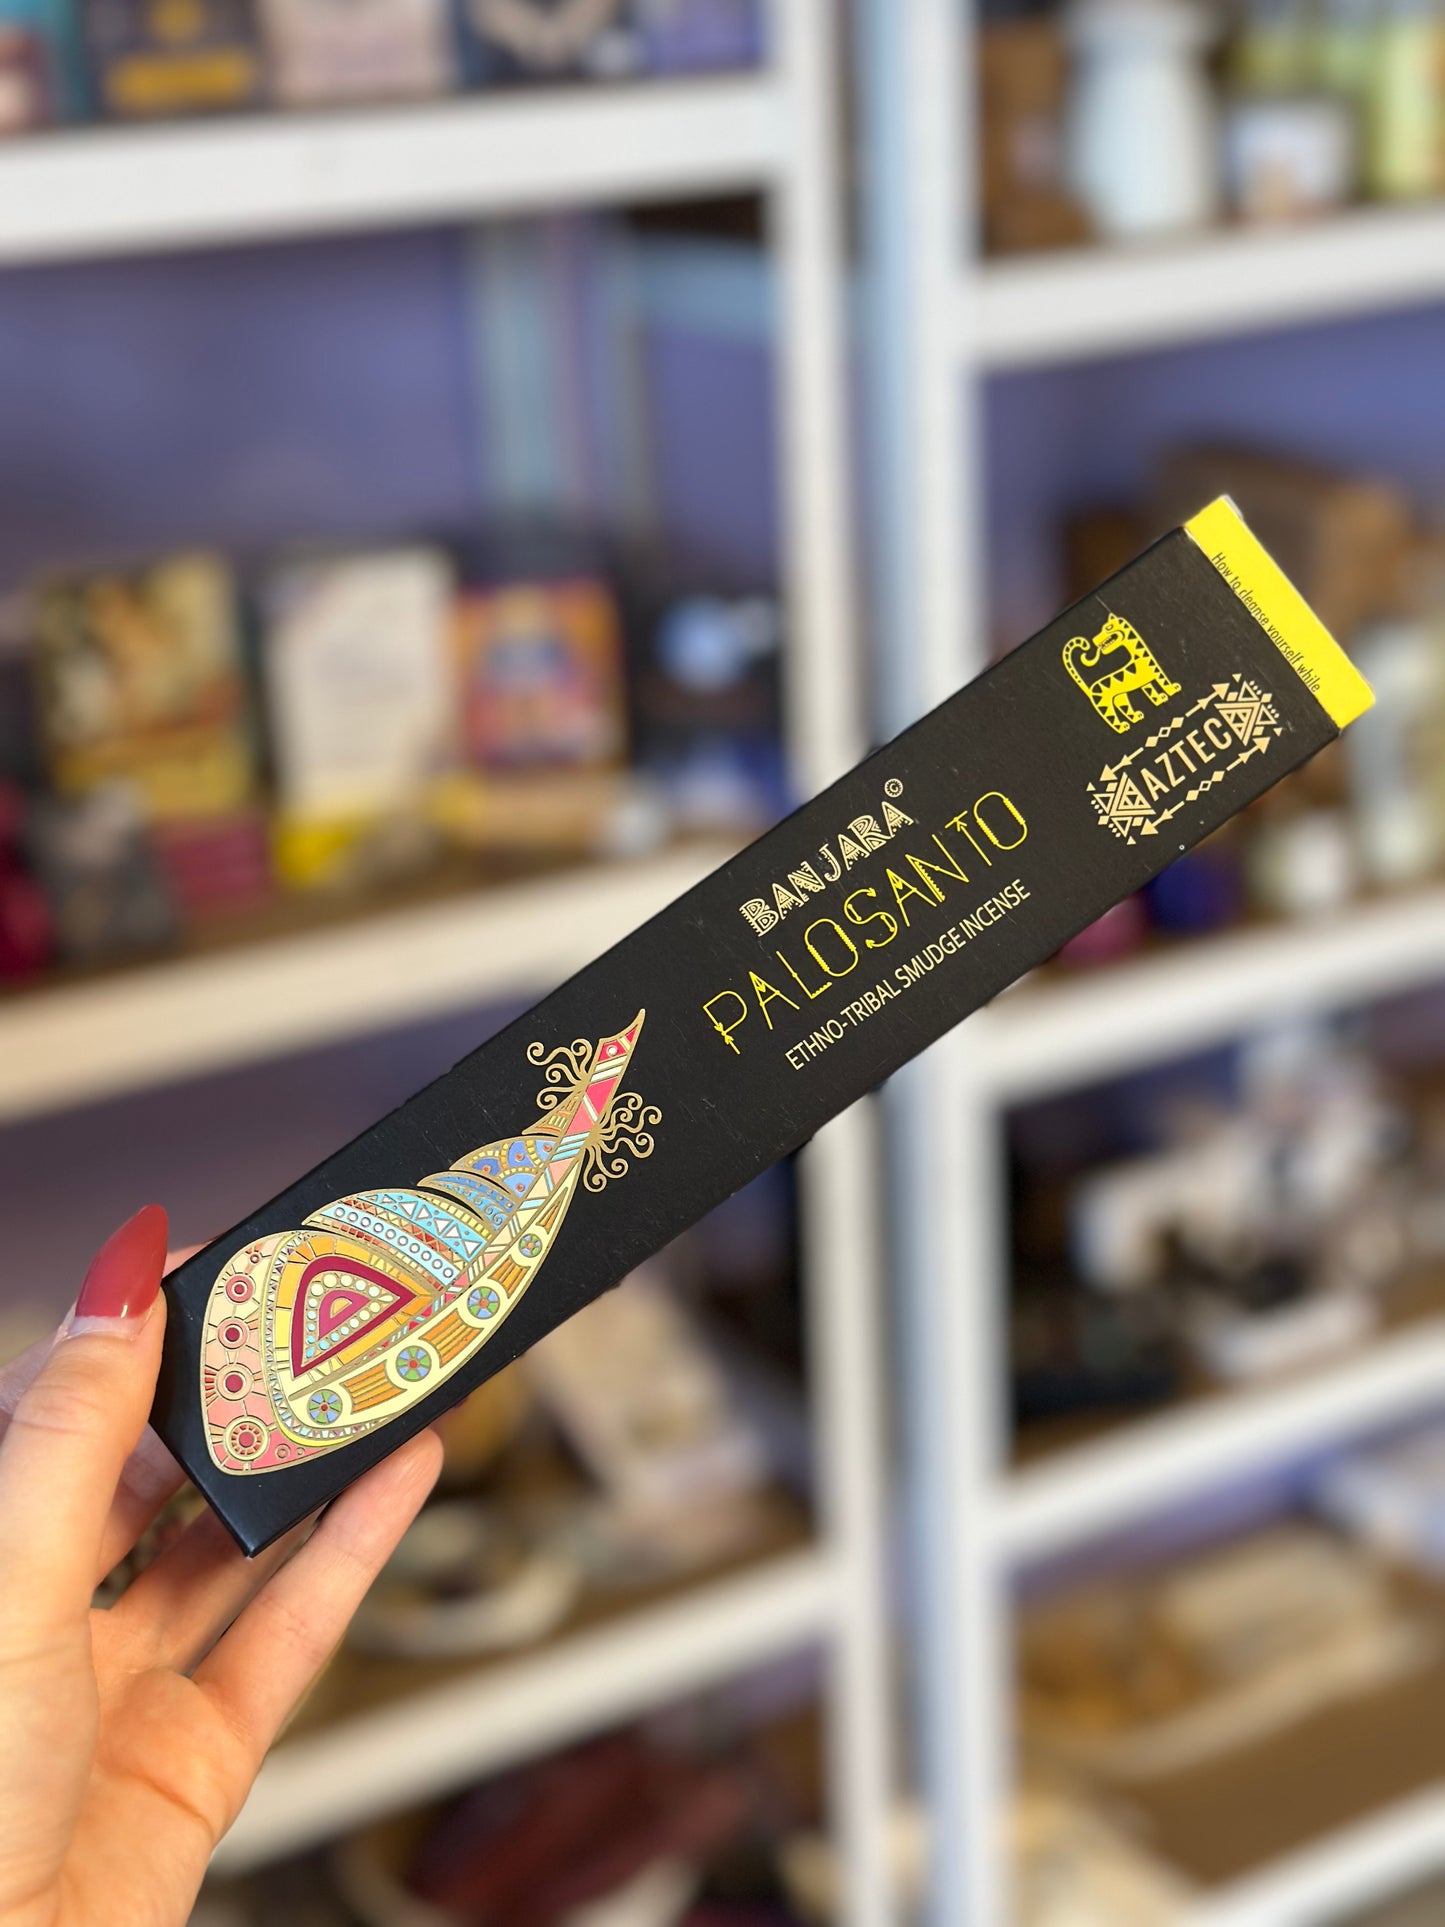 BANJARA©
PALOSANTO
ETHNO-TRIBAL SMUDGE INCENSE
AZTEC
How to cleanse yourself while